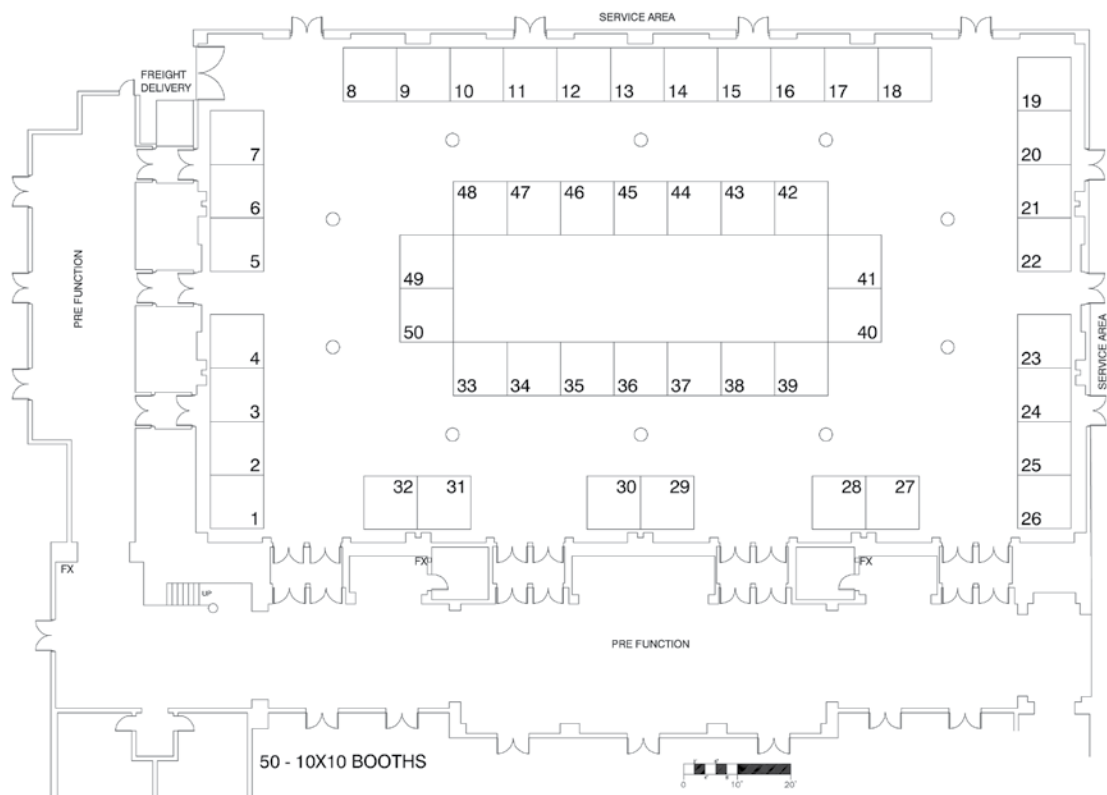 SERVICE AREA
FREIGHT
DELIVERY
8 9 10 11 12 13 14 15 16 17 18
19
7
20
48 47 46 45 44 43 42
6
21
PRE FUNCTION
5
49
41
22
50
40
SERVICE AREA
4
23
33 34 35 36 37 38 39
3
24
2
25
32 31 30 29 28 27
1
26
FX
FX
FX
UP
PRE FUNCTION
50 - 10X10 BOOTHS
0 10' 20'